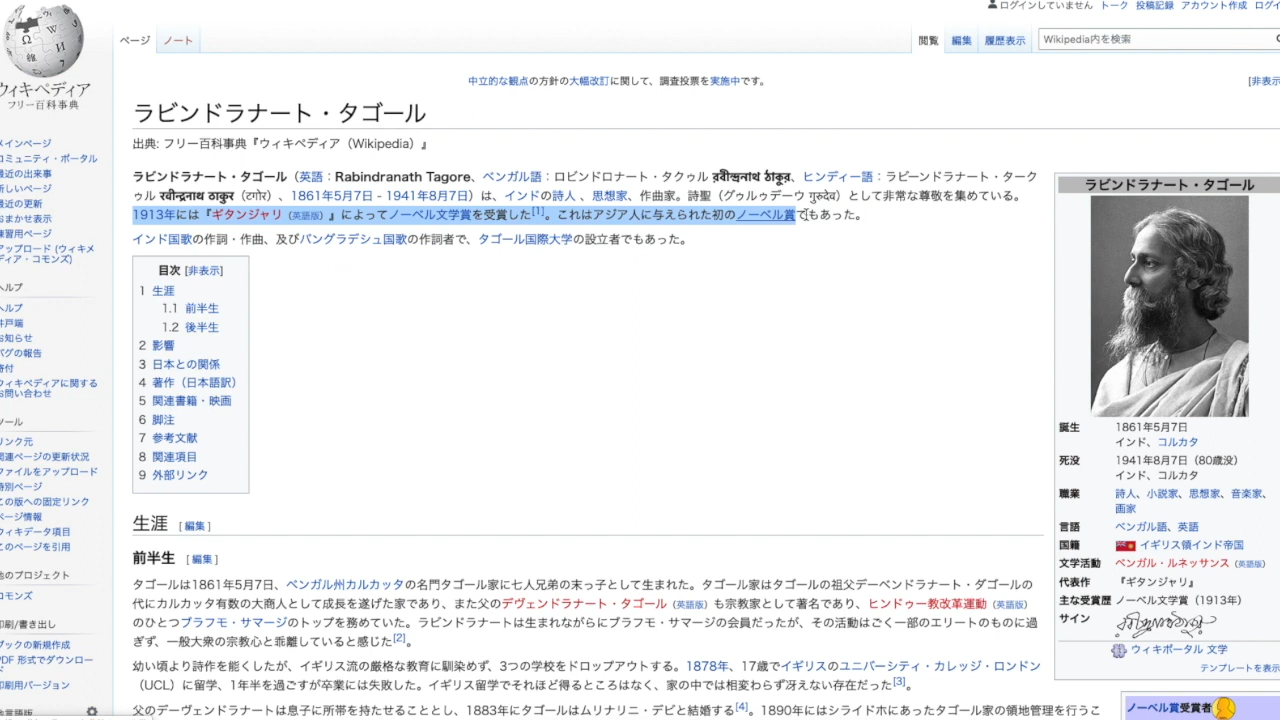 ログインしていません トーク 投稿記録 アカウント作成 ログイ
ウィキペディア
フリー百科事典
ページ ノート 閲覧 編集 履歴表示 Wikipedia内を検索
中立的な観点の方針の大幅改訂に関して、調査投票を実施中です。 [非表示
ラビンドラナート・タゴール
出典: フリー百科事典『ウィキペディア（Wikipedia）』
ラビンドラナート・タゴール（英語：Rabindranath Tagore、ベンガル語：ロビンドロナート・タクゥル রবীন্দ্রনাথ ঠাকুর、ヒンディー語：ラビーンドラナート・ターク
ゥル रवीन्द्रनाथ ठाकुर（टगोर）、1861年5月7日 - 1941年8月7日）は、インドの詩人 、思想家、作曲家。詩聖（グゥルゥデーウ गुरुदेव）として非常な尊敬を集めている。
1913年には『ギタンジャリ（英語版）』によってノーベル文学賞を受賞した[1]。これはアジア人に与えられた初のノーベル賞でもあった。
インド国歌の作詞・作曲、及びバングラデシュ国歌の作詞者で、タゴール国際大学の設立者でもあった。
目次 [非表示]
1 生涯
1.1 前半生
1.2 後半生
2 影響
3 日本との関係
4 著作（日本語訳）
5 関連書籍・映画
6 脚注
7 参考文献
8 関連項目
9 外部リンク
生涯 [ 編集 ]
前半生 [ 編集 ]
タゴールは1861年5月7日、ベンガル州カルカッタの名門タゴール家に七人兄弟の末っ子として生まれた。タゴール家はタゴールの祖父デーベンドラナート・ダゴールの
代にカルカッタ有数の大商人として成長を遂げた家であり、また父のデヴェンドラナート・タゴール（英語版）も宗教家として著名であり、ヒンドゥー教改革運動（英語版）
のひとつブラフモ・サマージのトップを務めていた。ラビンドラナートは生まれながらにブラフモ・サマージの会員だったが、その活動はごく一部のエリートのものに過
ぎず、一般大衆の宗教心と乖離していると感じた[2]。
幼い頃より詩作を能くしたが、イギリス流の厳格な教育に馴染めず、3つの学校をドロップアウトする。1878年、17歳でイギリスのユニバーシティ・カレッジ・ロンドン
（UCL）に留学、1年半を過ごすが卒業には失敗した。イギリス留学でそれほど得るところはなく、家の中では相変わらず冴えない存在だった[3]。
父のデーヴェンドラナートは息子に所帯を持たせることとし、1883年にタゴールはムリナリニ・デビと結婚する[4]。1890年にはシライドホにあったタゴール家の領地管理を行うこ
ラビンドラナート・タゴール
誕生 1861年5月7日
インド、コルカタ
死没 1941年8月7日（80歳没）
インド、コルカタ
職業 詩人、小説家、思想家、音楽家、
画家
言語 ベンガル語、英語
国籍 イギリス領インド帝国
文学活動 ベンガル・ルネッサンス（英語版）
代表作 『ギタンジャリ』
主な受賞歴 ノーベル文学賞（1913年）
サイン
ウィキポータル 文学
テンプレートを表示
ノーベル賞受賞者
メインページ
コミュニティ・ポータル
最近の出来事
新しいページ
最近の更新
おまかせ表示
練習用ページ
アップロード (ウィキメ
ディア・コモンズ)
ヘルプ
ヘルプ
井戸端
お知らせ
バグの報告
寄付
ウィキペディアに関する
お問い合わせ
ツール
リンク元
関連ページの更新状況
ファイルをアップロード
特別ページ
この版への固定リンク
ページ情報
ウィキデータ項目
このページを引用
他のプロジェクト
コモンズ
印刷/書き出し
ブックの新規作成
PDF 形式でダウンロー
ド
印刷用バージョン
他言語版